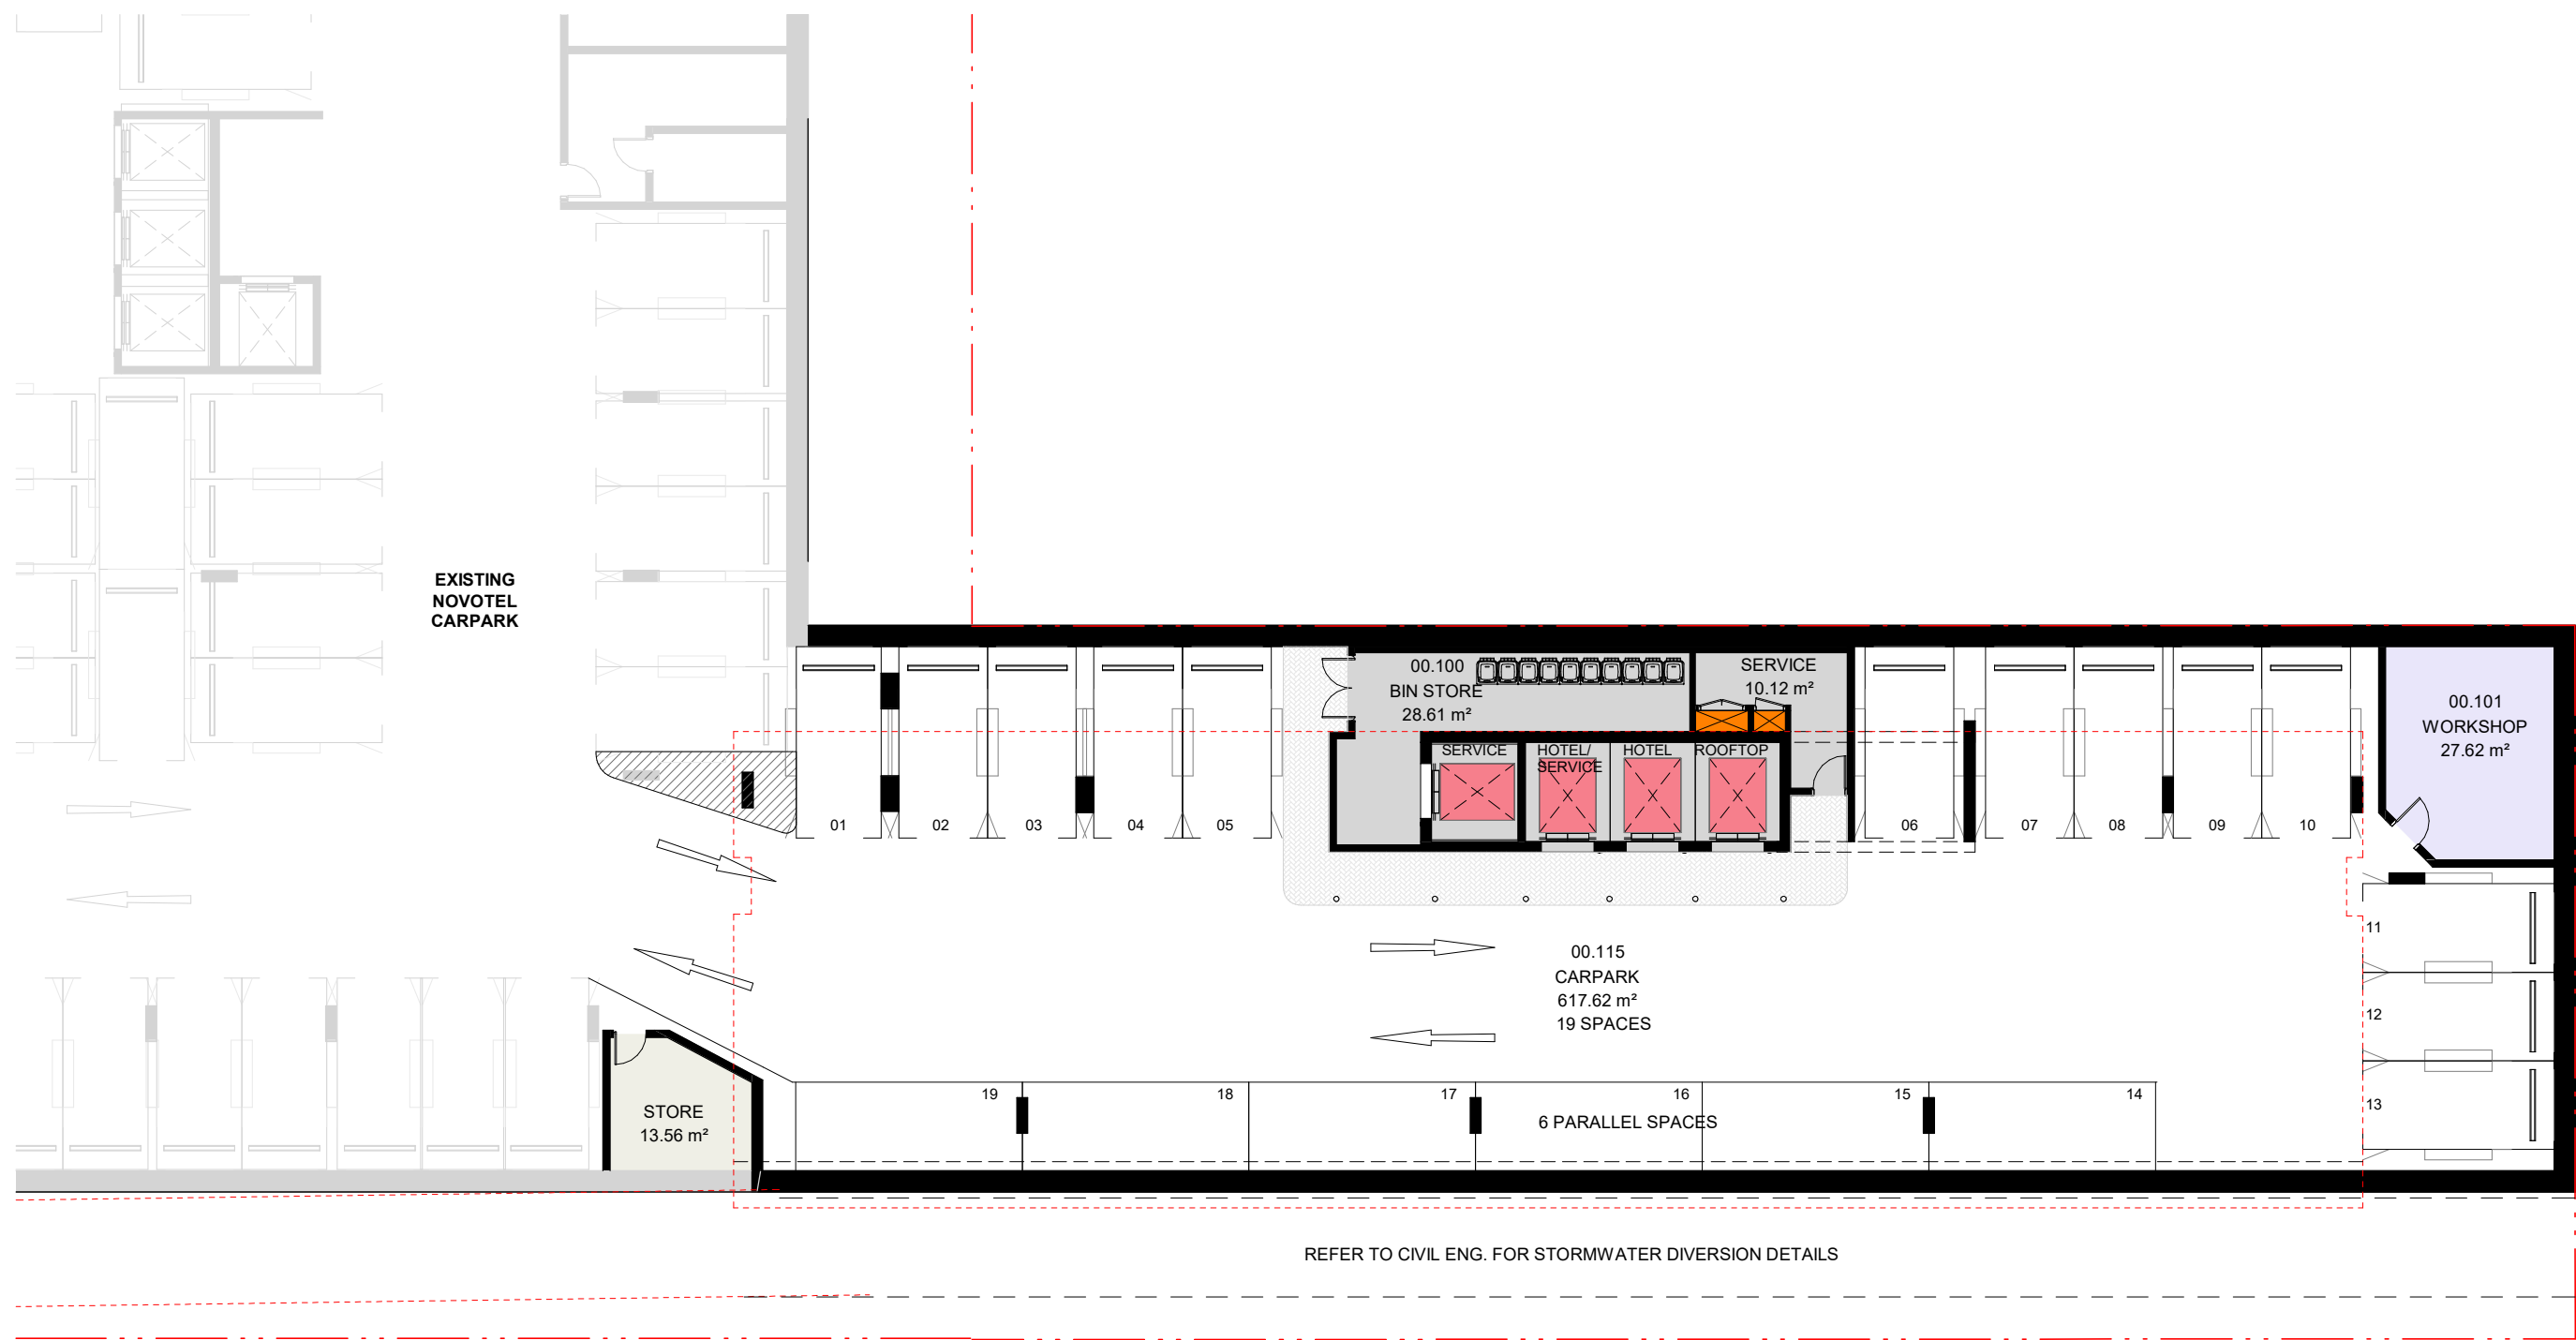 EXISTING
NOVOTEL
CARPARK
00.100
BIN STORE
28.61 m²
SERVICE
10.12 m²
SERVICE
HOTEL/
SERVICE
HOTEL
ROOFTOP
00.101
WORKSHOP
27.62 m²
01
02
03
04
05
06
07
08
09
10
11
12
13
00.115
CARPARK
617.62 m²
19 SPACES
19
18
17
16
15
14
6 PARALLEL SPACES
STORE
13.56 m²
REFER TO CIVIL ENG. FOR STORMWATER DIVERSION DETAILS